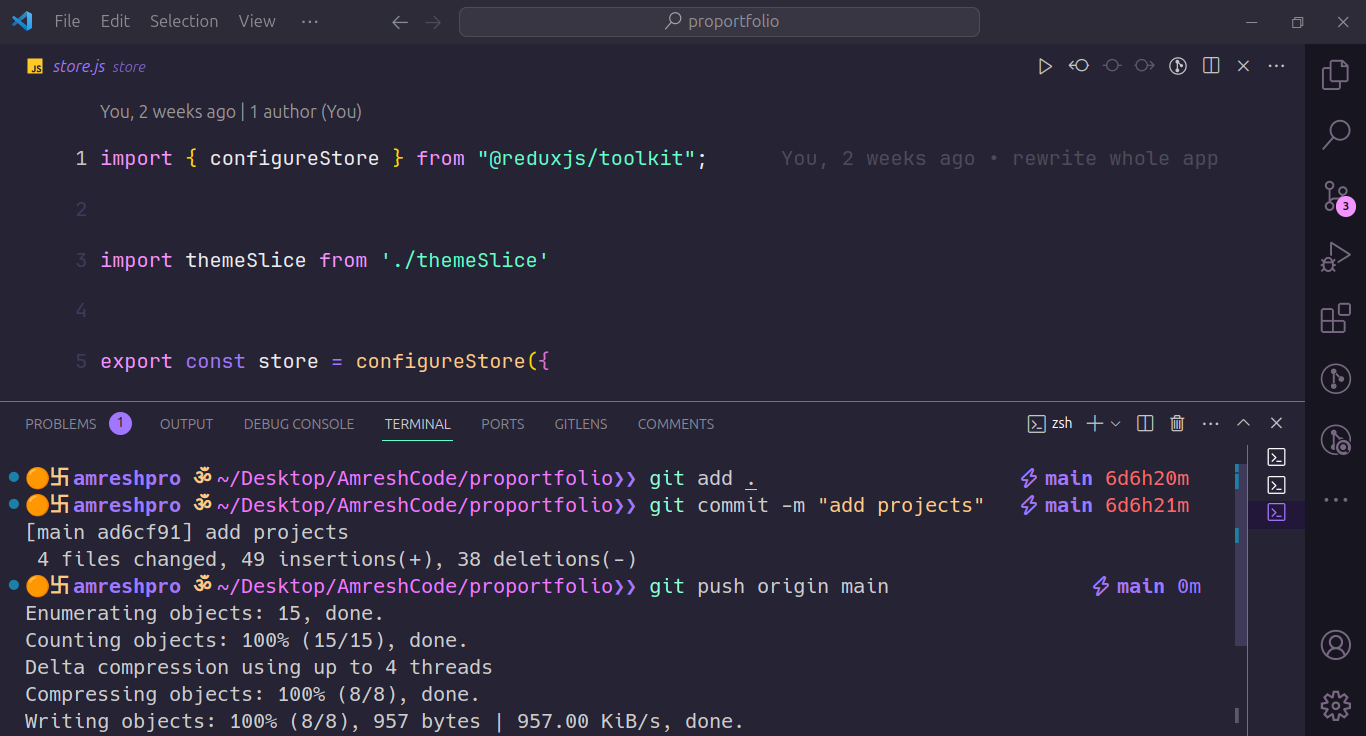 File Edit Selection View ··· proportfolio
JS store.js store
You, 2 weeks ago | 1 author (You)
1 import { configureStore } from "@reduxjs/toolkit"; You, 2 weeks ago • rewrite whole app
2
3 import themeSlice from './themeSlice'
4
5 export const store = configureStore({
3
PROBLEMS 1 OUTPUT DEBUG CONSOLE TERMINAL PORTS GITLENS COMMENTS zsh
卐amreshpro ॐ ~/Desktop/AmreshCode/proportfolio❯❯ git add . main 6d6h20m
卐amreshpro ॐ ~/Desktop/AmreshCode/proportfolio❯❯ git commit -m "add projects" main 6d6h21m
[main ad6cf91] add projects
4 files changed, 49 insertions(+), 38 deletions(-)
卐amreshpro ॐ ~/Desktop/AmreshCode/proportfolio❯❯ git push origin main main 0m
Enumerating objects: 15, done.
Counting objects: 100% (15/15), done.
Delta compression using up to 4 threads
Compressing objects: 100% (8/8), done.
Writing objects: 100% (8/8), 957 bytes | 957.00 KiB/s, done.